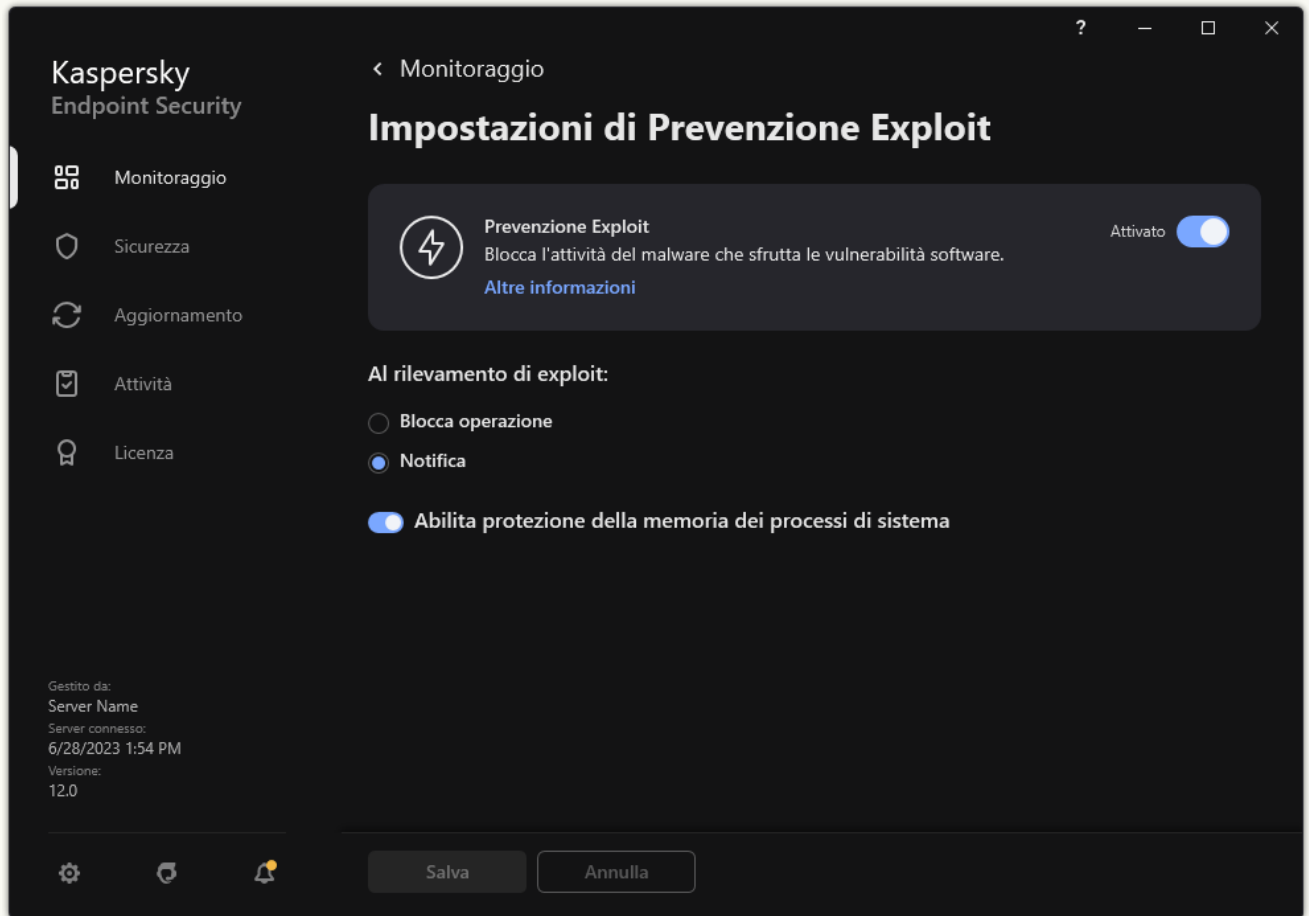 ?
Kaspersky
Endpoint Security
Monitoraggio
Sicurezza
Aggiornamento
Attività
Licenza
Gestito da:
Server Name
Server connesso:
6/28/2023 1:54 PM
Versione:
12.0
Monitoraggio
Impostazioni di Prevenzione Exploit
Prevenzione Exploit
Blocca l'attività del malware che sfrutta le vulnerabilità software.
Altre informazioni
Attivato
Al rilevamento di exploit:
Blocca operazione
Notifica
Abilita protezione della memoria dei processi di sistema
Salva
Annulla